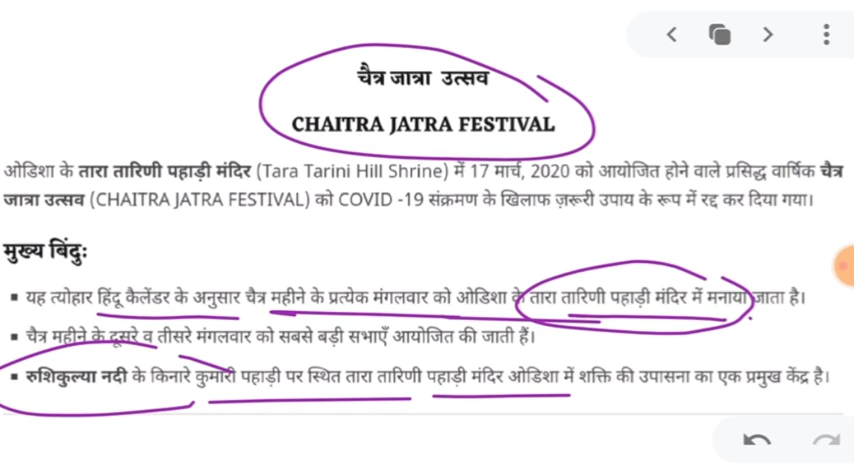 चैत्र जात्रा उत्सव
CHAITRA JATRA FESTIVAL
ओडिशा के तारा तारिणी पहाड़ी मंदिर (Tara Tarini Hill Shrine) में 17 मार्च, 2020 को आयोजित होने वाले प्रसिद्ध वार्षिक चैत्र
जात्रा उत्सव (CHAITRA JATRA FESTIVAL) को COVID -19 संक्रमण के खिलाफ ज़रूरी उपाय के रूप में रद्द कर दिया गया।
मुख्य बिंदु:
▪ यह त्योहार हिंदू कैलेंडर के अनुसार चैत्र महीने के प्रत्येक मंगलवार को ओडिशा के तारा तारिणी पहाड़ी मंदिर में मनाया जाता है।
▪ चैत्र महीने के दूसरे व तीसरे मंगलवार को सबसे बड़ी सभाएँ आयोजित की जाती हैं।
▪ रुशिकुल्या नदी के किनारे कुमारी पहाड़ी पर स्थित तारा तारिणी पहाड़ी मंदिर ओडिशा में शक्ति की उपासना का एक प्रमुख केंद्र है।